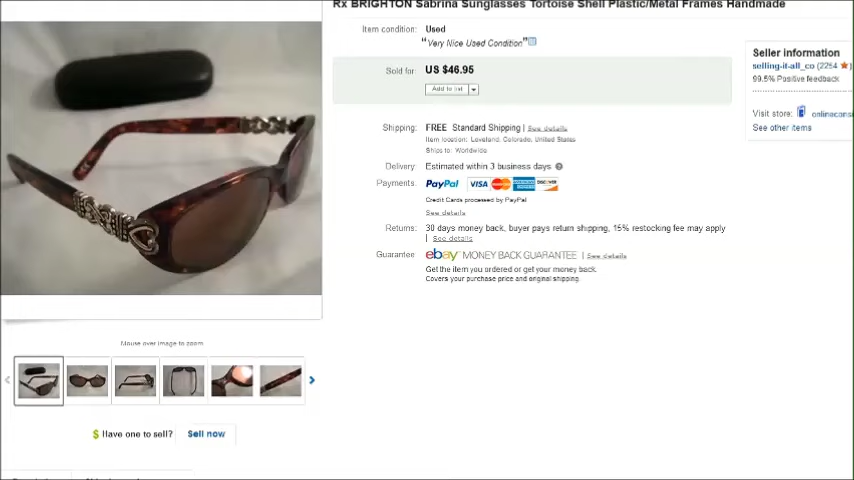 Rx BRIGHTON Sabrina Sunglasses Tortoise Shell Plastic/Metal Frames Handmade
Item condition: Used
"Very Nice Used Condition"
Sold for: US $46.95
Add to list
Shipping: FREE Standard Shipping | See details
Item location: Loveland, Colorado, United States
Ships to: Worldwide
Delivery: Estimated within 3 business days
Payments: PayPal VISA
DISCOVER
Credit Cards processed by PayPal
See details
Returns: 30 days money back, buyer pays return shipping, 15% restocking fee may apply
| See details
Guarantee: ebay MONEY BACK GUARANTEE | See details
Get the item you ordered or get your money back.
Covers your purchase price and original shipping.
Seller information
selling-it-all_co (2254
99.5% Positive feedback
Visit store: onlinecons
See other items
Mouse over image to zoom
$ Have one to sell? Sell now